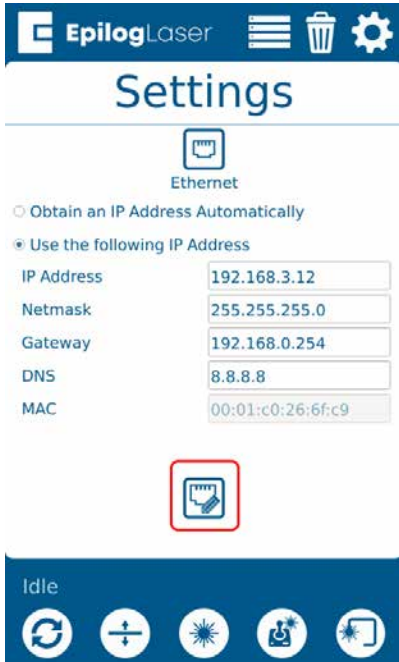 EpilogLaser
Settings
Ethernet
Obtain an IP Address Automatically
Use the following IP Address
IP Address 192.168.3.12
Netmask 255.255.255.0
Gateway 192.168.0.254
DNS 8.8.8.8
MAC 00:01:c0:26:6f:c9
Idle